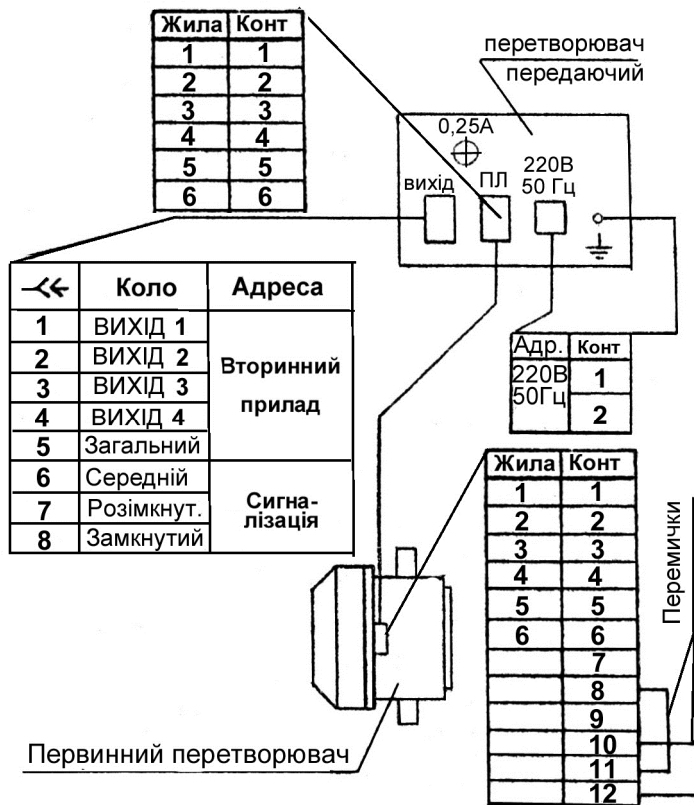 Жила Конт
1 1
2 2
3 3
4 4
5 5
6 6
перетворювач
передаючий
0,25А
вихід
ПЛ
220В
50 Гц
Коло Адреса
1 ВИХІД 1
2 ВИХІД 2
3 ВИХІД 3
4 ВИХІД 4
5 Загальний
Вторинний
прилад
6 Середній
7 Розімкнут.
8 Замкнутий
Сигна-
лізація
Адр. Конт
220В
50Гц
1
2
Жила Конт
1 1
2 2
3 3
4 4
5 5
6 6
7
8
9
10
11
12
Перемички
Первинний перетворювач